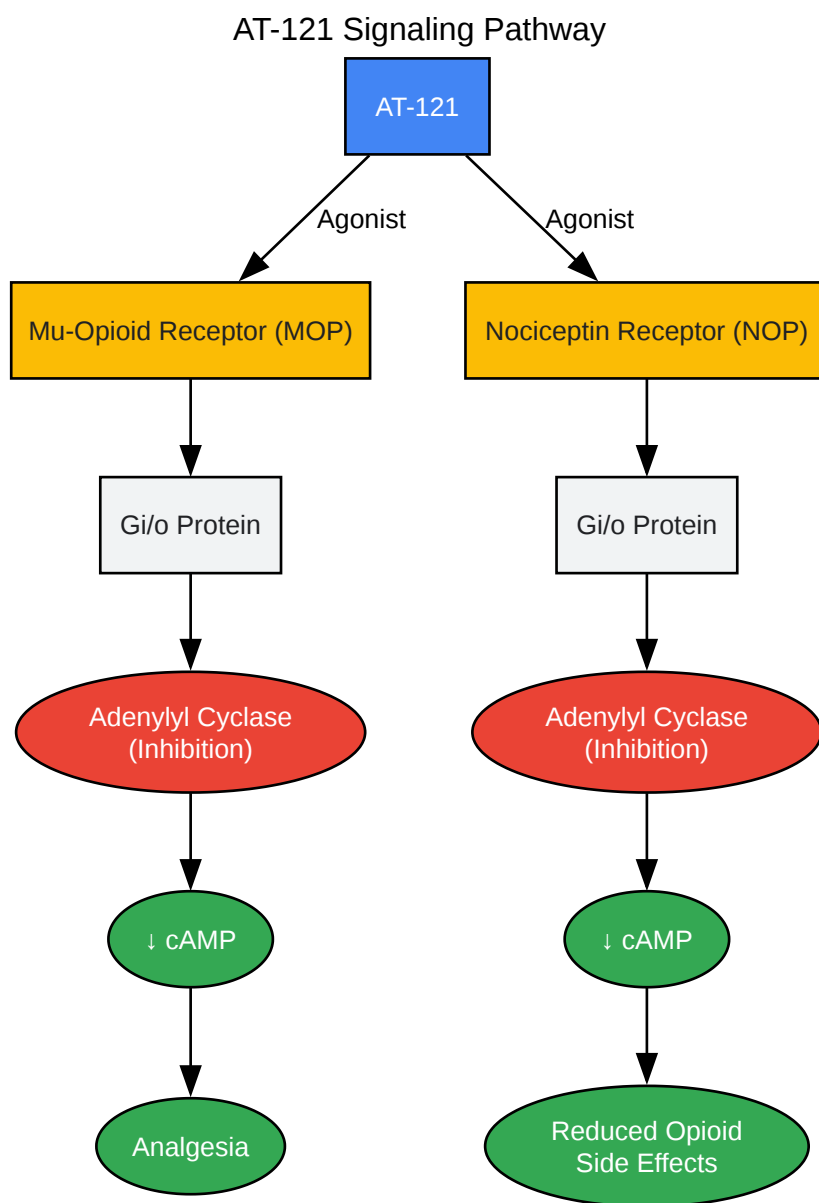 AT-121 Signaling Pathway
AT-121
Agonist
Agonist
Mu-Opioid Receptor (MOP)
Nociceptin Receptor (NOP)
Gi/o Protein
Gi/o Protein
Adenylyl Cyclase
(Inhibition)
Adenylyl Cyclase
(Inhibition)
↓ cAMP
↓ cAMP
Analgesia
Reduced Opioid
Side Effects